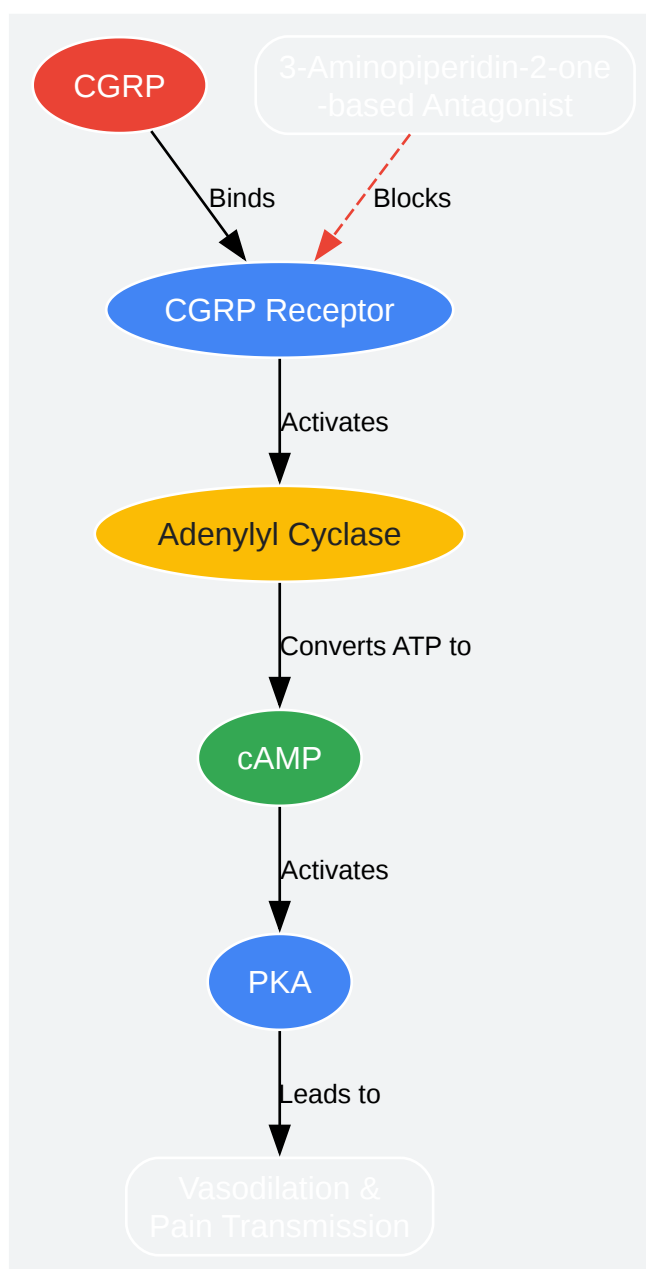 CGRP
3-Aminopiperidin-2-one
-based Antagonist
Binds
Blocks
CGRP Receptor
Activates
Adenylyl Cyclase
Converts ATP to
cAMP
Activates
PKA
Leads to
Vasodilation &
Pain Transmission